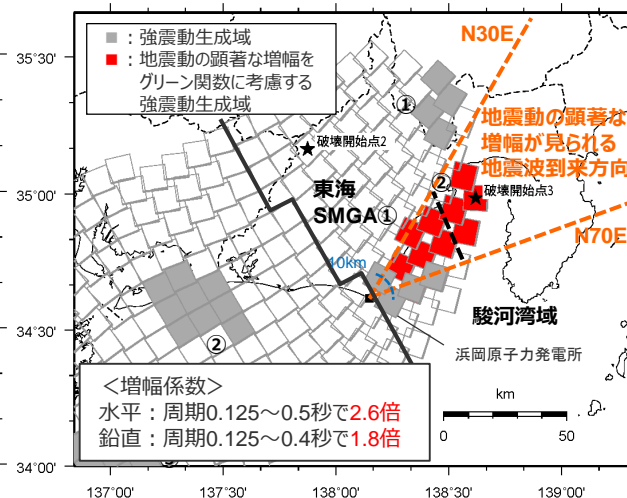 ：強震動生成域
：地震動の顕著な増幅を
グリーン関数に考慮する
強震動生成域
N30E
地震動の顕著な
増幅が見られる
地震波到来方向
N70E
①
破壊開始点2
②
破壊開始点3
東海
SMGA①
10km
駿河湾域
浜岡原子力発電所
②
＜増幅係数＞
水平：周期0.125～0.5秒で2.6倍
鉛直：周期0.125～0.4秒で1.8倍
km
0 50
35°50'
35°00'
34°50'
34°00'
137°00' 137°50' 138°00' 138°50' 139°00'